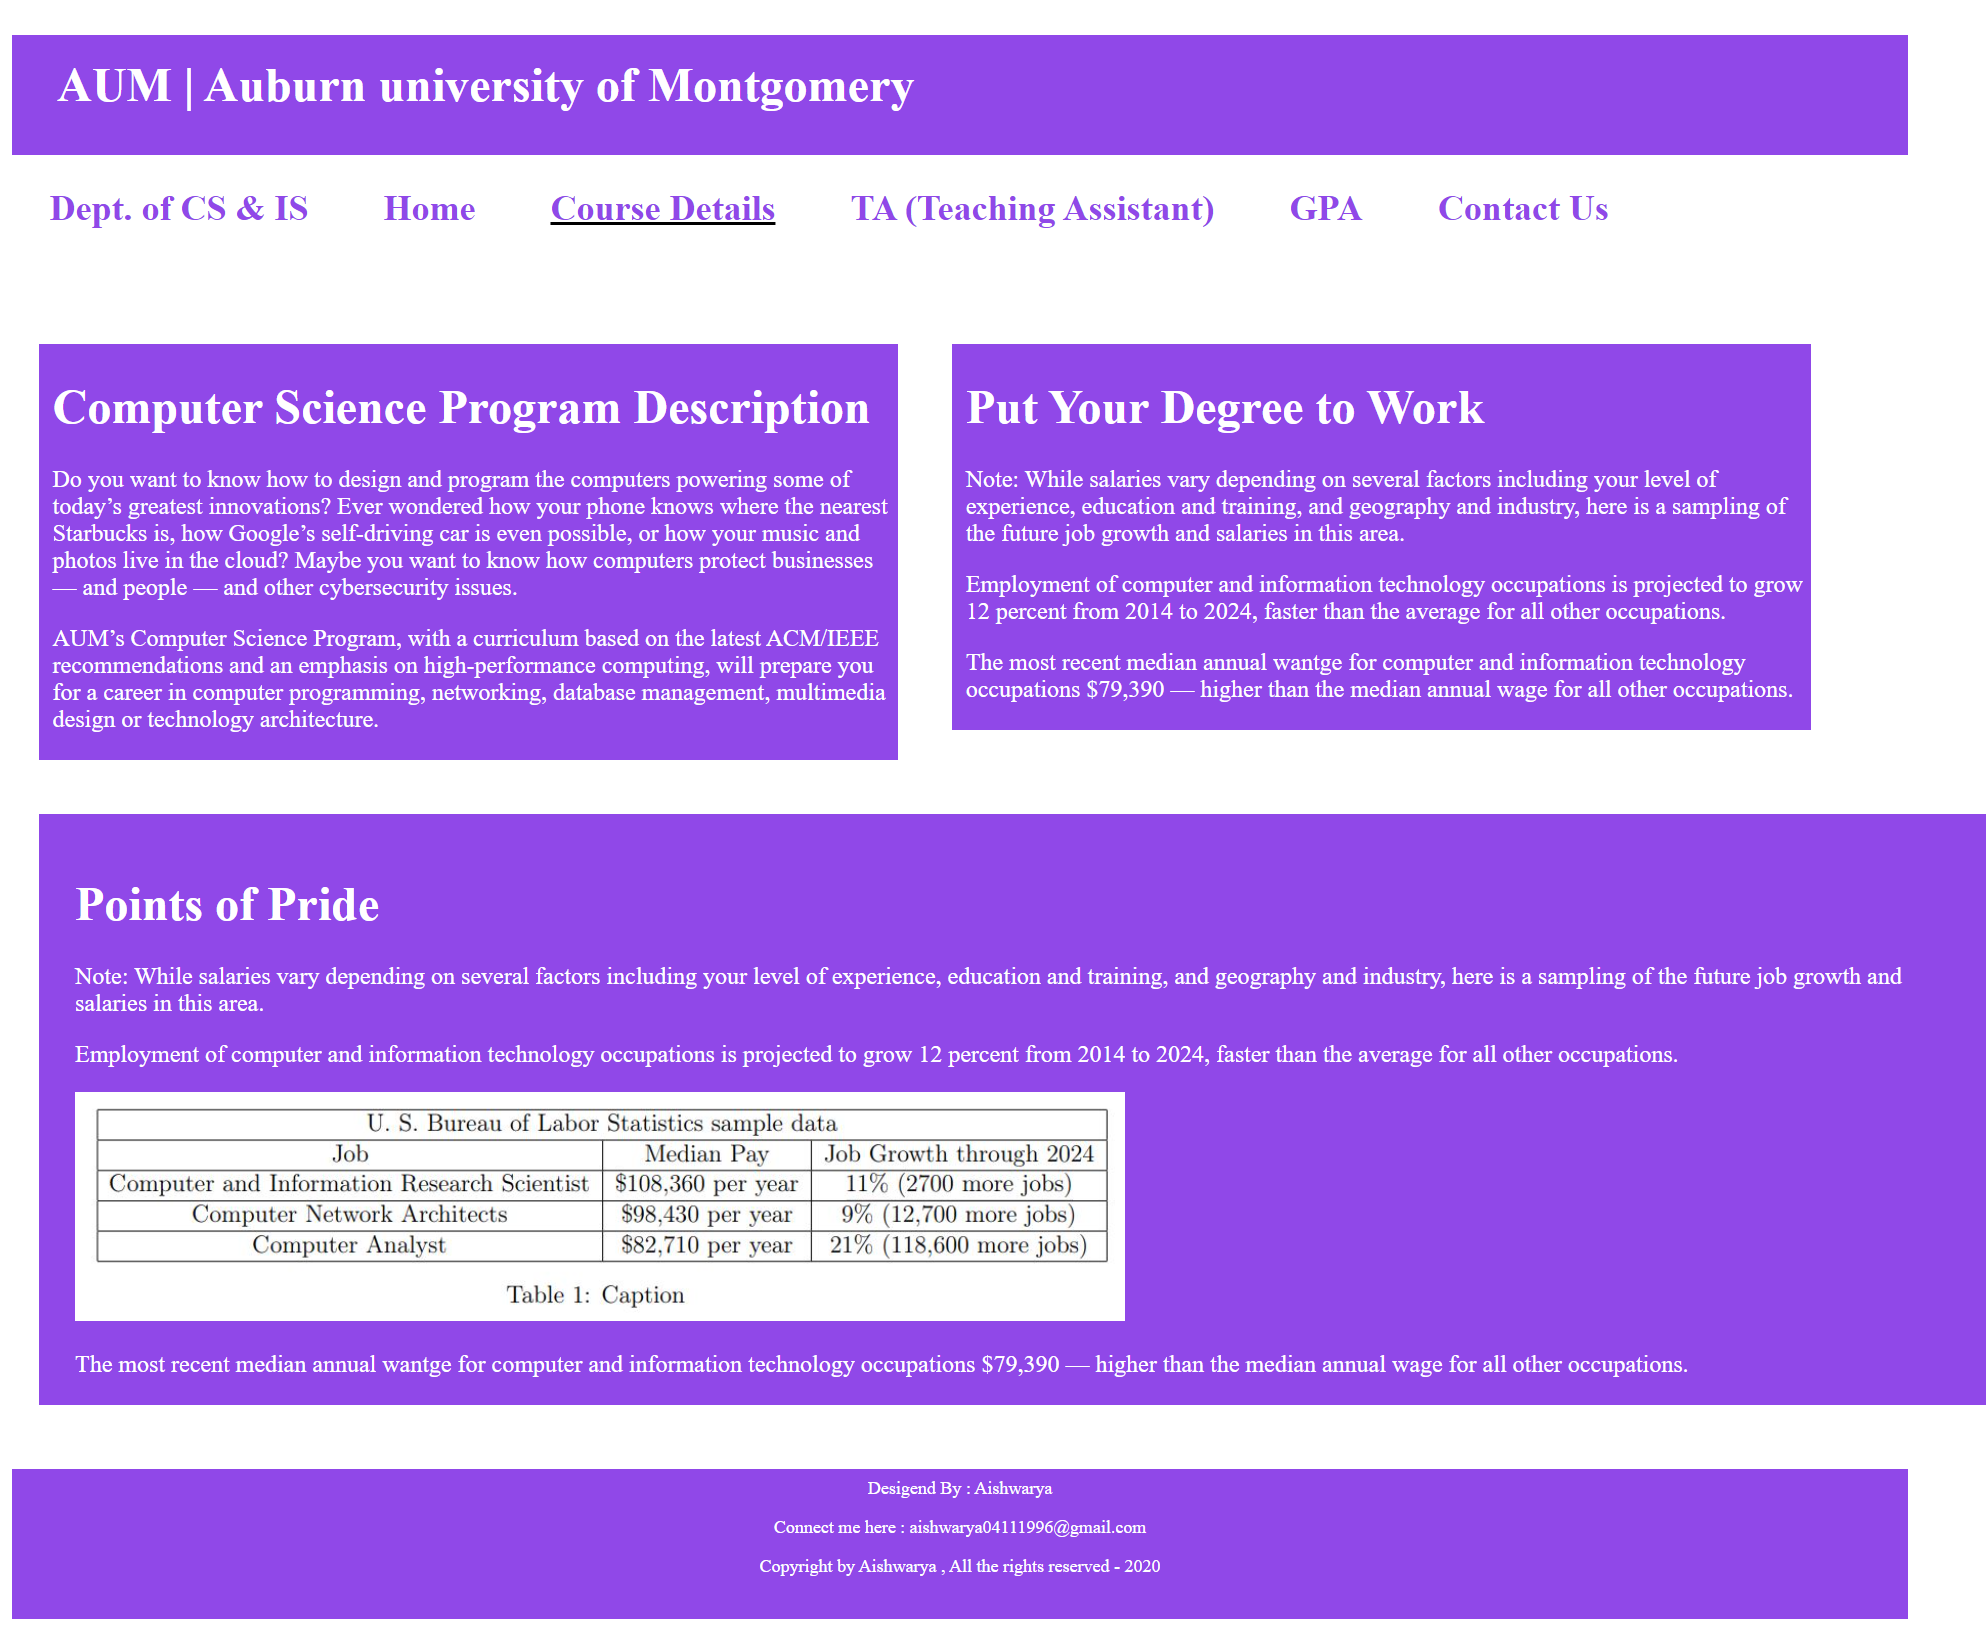 AUM | Auburn university of Montgomery
Dept. of CS & IS Home Course Details TA (Teaching Assistant) GPA Contact Us
Computer Science Program Description
Do you want to know how to design and program the computers powering some of
today’s greatest innovations? Ever wondered how your phone knows where the nearest
Starbucks is, how Google’s self-driving car is even possible, or how your music and
photos live in the cloud? Maybe you want to know how computers protect businesses
— and people — and other cybersecurity issues.
AUM’s Computer Science Program, with a curriculum based on the latest ACM/IEEE
recommendations and an emphasis on high-performance computing, will prepare you
for a career in computer programming, networking, database management, multimedia
design or technology architecture.
Put Your Degree to Work
Note: While salaries vary depending on several factors including your level of
experience, education and training, and geography and industry, here is a sampling of
the future job growth and salaries in this area.
Employment of computer and information technology occupations is projected to grow
12 percent from 2014 to 2024, faster than the average for all other occupations.
The most recent median annual wantge for computer and information technology
occupations $79,390 — higher than the median annual wage for all other occupations.
Points of Pride
Note: While salaries vary depending on several factors including your level of experience, education and training, and geography and industry, here is a sampling of the future job growth and
salaries in this area.
Employment of computer and information technology occupations is projected to grow 12 percent from 2014 to 2024, faster than the average for all other occupations.
U. S. Bureau of Labor Statistics sample data
Job Median Pay Job Growth through 2024
Computer and Information Research Scientist $108,360 per year 11% (2700 more jobs)
Computer Network Architects $98,430 per year 9% (12,700 more jobs)
Computer Analyst $82,710 per year 21% (118,600 more jobs)
Table 1: Caption
The most recent median annual wantge for computer and information technology occupations $79,390 — higher than the median annual wage for all other occupations.
Desigend By : Aishwarya
Connect me here : aishwarya04111996@gmail.com
Copyright by Aishwarya , All the rights reserved - 2020